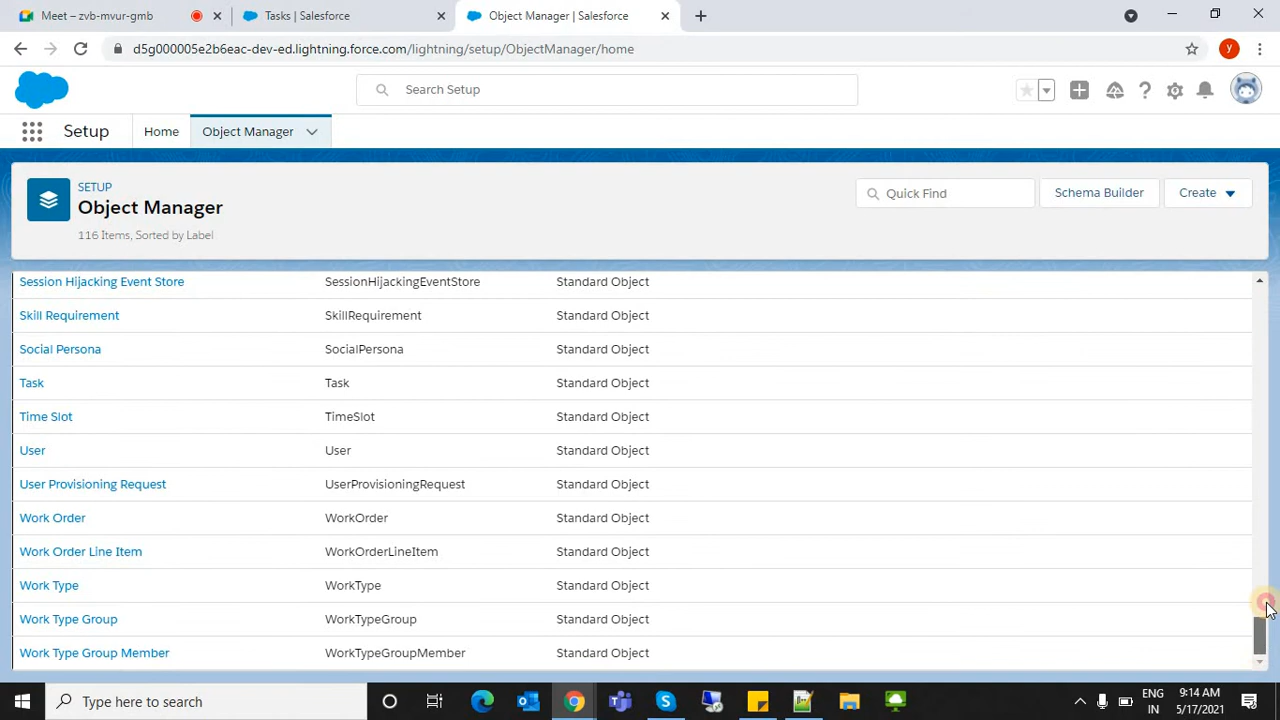 Meet – zvb-mvur-gmb
Tasks | Salesforce
Object Manager | Salesforce
d5g000005e2b6eac-dev-ed.lightning.force.com/lightning/setup/ObjectManager/home
y
Search Setup
Setup
Home
Object Manager
SETUP
Object Manager
116 Items, Sorted by Label
Quick Find
Schema Builder
Create
Session Hijacking Event Store SessionHijackingEventStore Standard Object
Skill Requirement SkillRequirement Standard Object
Social Persona SocialPersona Standard Object
Task Task Standard Object
Time Slot TimeSlot Standard Object
User User Standard Object
User Provisioning Request UserProvisioningRequest Standard Object
Work Order WorkOrder Standard Object
Work Order Line Item WorkOrderLineItem Standard Object
Work Type WorkType Standard Object
Work Type Group WorkTypeGroup Standard Object
Work Type Group Member WorkTypeGroupMember Standard Object
Type here to search
ENG
IN
9:14 AM
5/17/2021